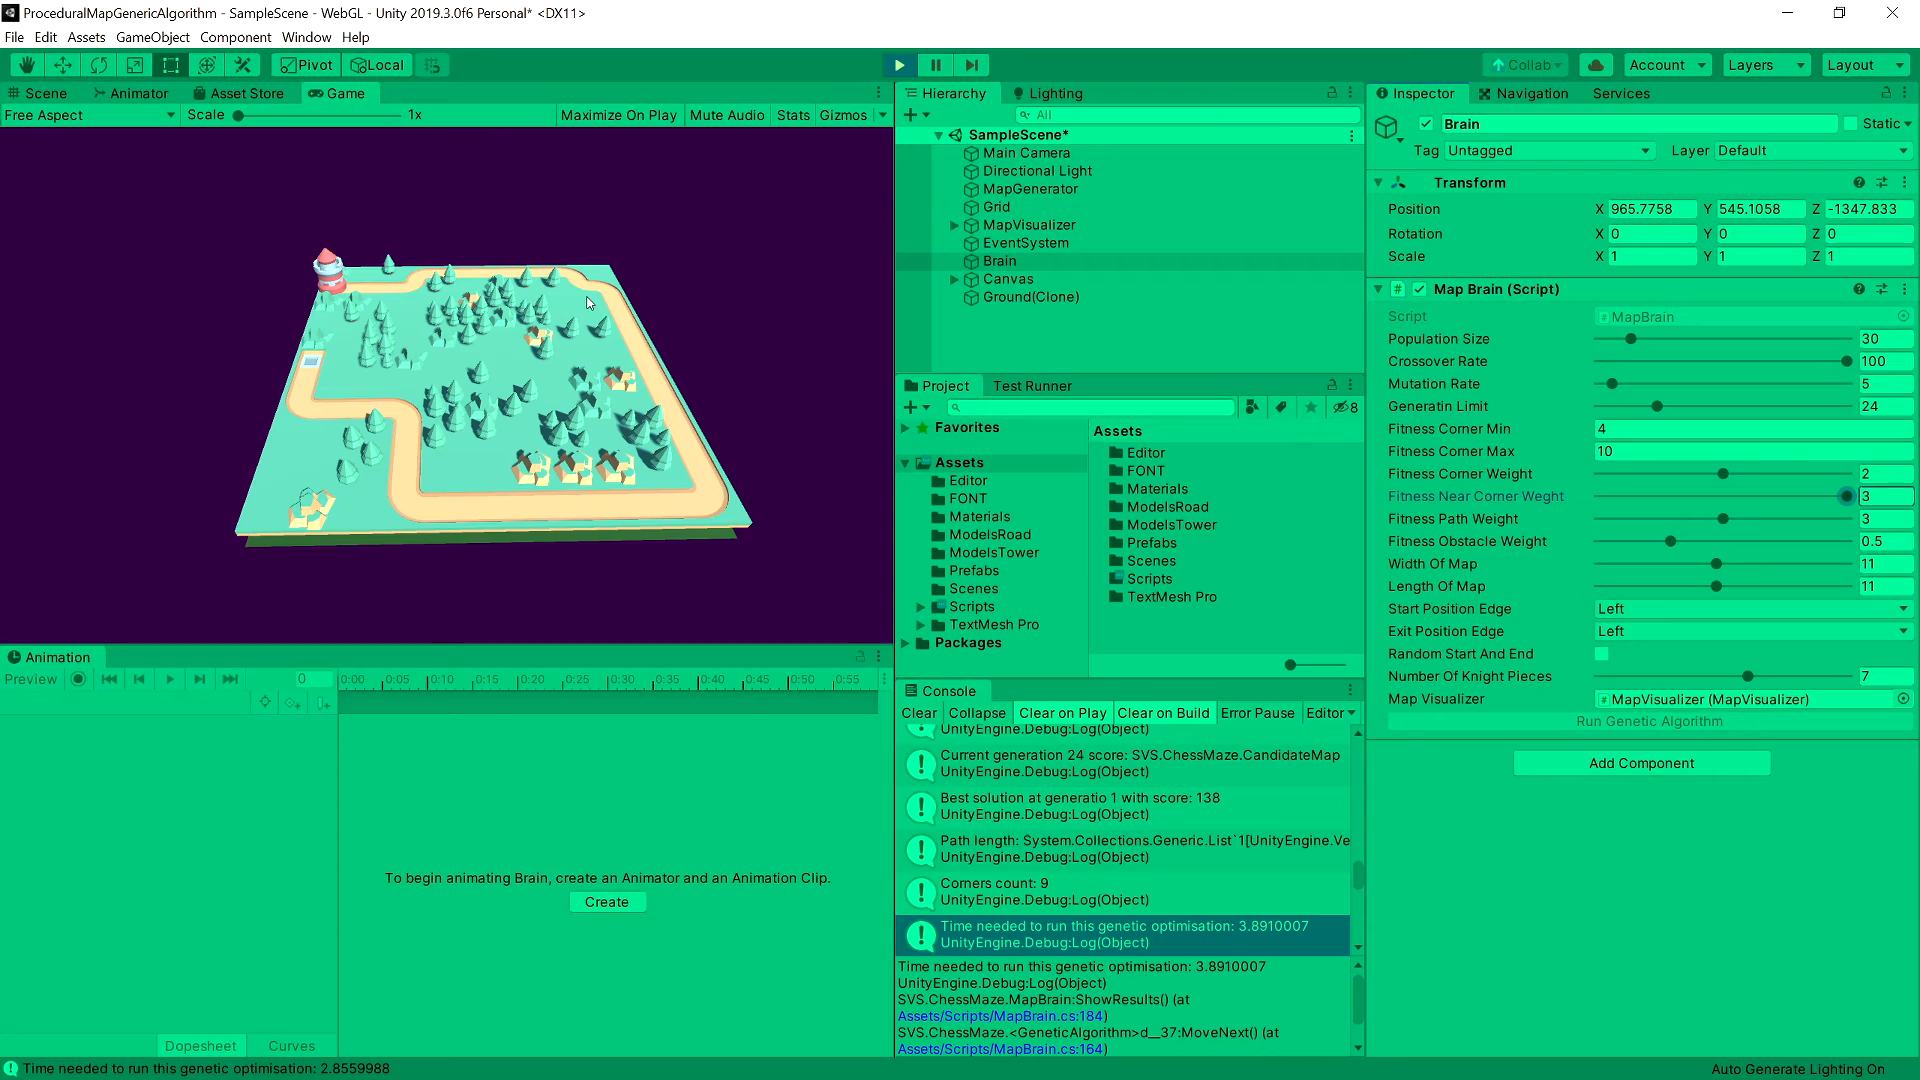 ProceduralMapGenericAlgorithm - SampleScene - WebGL - Unity 2019.3.0f6 Personal* <DX11>
File Edit Assets GameObject Component Window Help
Pivot Local Collab Account Layers Layout
Scene Animator Asset Store Game
Free Aspect Scale 1x Maximize On Play Mute Audio Stats Gizmos
Hierarchy Lighting
All
SampleScene*
Main Camera
Directional Light
MapGenerator
Grid
MapVisualizer
EventSystem
Brain
Canvas
Ground(Clone)
Project Test Runner
8
Favorites
Assets
Editor
FONT
Materials
ModelsRoad
ModelsTower
Prefabs
Scenes
Scripts
TextMesh Pro
Packages
Assets
Editor
FONT
Materials
ModelsRoad
ModelsTower
Prefabs
Scenes
Scripts
TextMesh Pro
Animation
Preview 0 0:00 0:05 0:10 0:15 0:20 0:25 0:30 0:35 0:40 0:45 0:50 0:55
To begin animating Brain, create an Animator and an Animation Clip.
Create
Dopesheet Curves
Console
Clear Collapse Clear on Play Clear on Build Error Pause Editor
UnityEngine.Debug:Log(Object)
Current generation 24 score: SVS.ChessMaze.CandidateMap
UnityEngine.Debug:Log(Object)
Best solution at generatio 1 with score: 138
UnityEngine.Debug:Log(Object)
Path length: System.Collections.Generic.List`1[UnityEngine.Ve
UnityEngine.Debug:Log(Object)
Corners count: 9
UnityEngine.Debug:Log(Object)
Time needed to run this genetic optimisation: 3.8910007
UnityEngine.Debug:Log(Object)
Time needed to run this genetic optimisation: 3.8910007
UnityEngine.Debug:Log(Object)
SVS.ChessMaze.MapBrain:ShowResults() (at
Assets/Scripts/MapBrain.cs:184)
SVS.ChessMaze.<GeneticAlgorithm>d__37:MoveNext() (at
Assets/Scripts/MapBrain.cs:164)
Inspector Navigation Services
Brain Static
Tag Untagged Layer Default
Transform
Position X 965.7758 Y 545.1058 Z -1347.833
Rotation X 0 Y 0 Z 0
Scale X 1 Y 1 Z 1
# Map Brain (Script)
Script # MapBrain
Population Size 30
Crossover Rate 100
Mutation Rate 5
Generatin Limit 24
Fitness Corner Min 4
Fitness Corner Max 10
Fitness Corner Weight 2
Fitness Near Corner Weght 3
Fitness Path Weight 3
Fitness Obstacle Weight 0.5
Width Of Map 11
Length Of Map 11
Start Position Edge Left
Exit Position Edge Left
Random Start And End
Number Of Knight Pieces 7
Map Visualizer # MapVisualizer (MapVisualizer)
Run Genetic Algorithm
Add Component
Time needed to run this genetic optimisation: 2.8559988
Auto Generate Lighting On